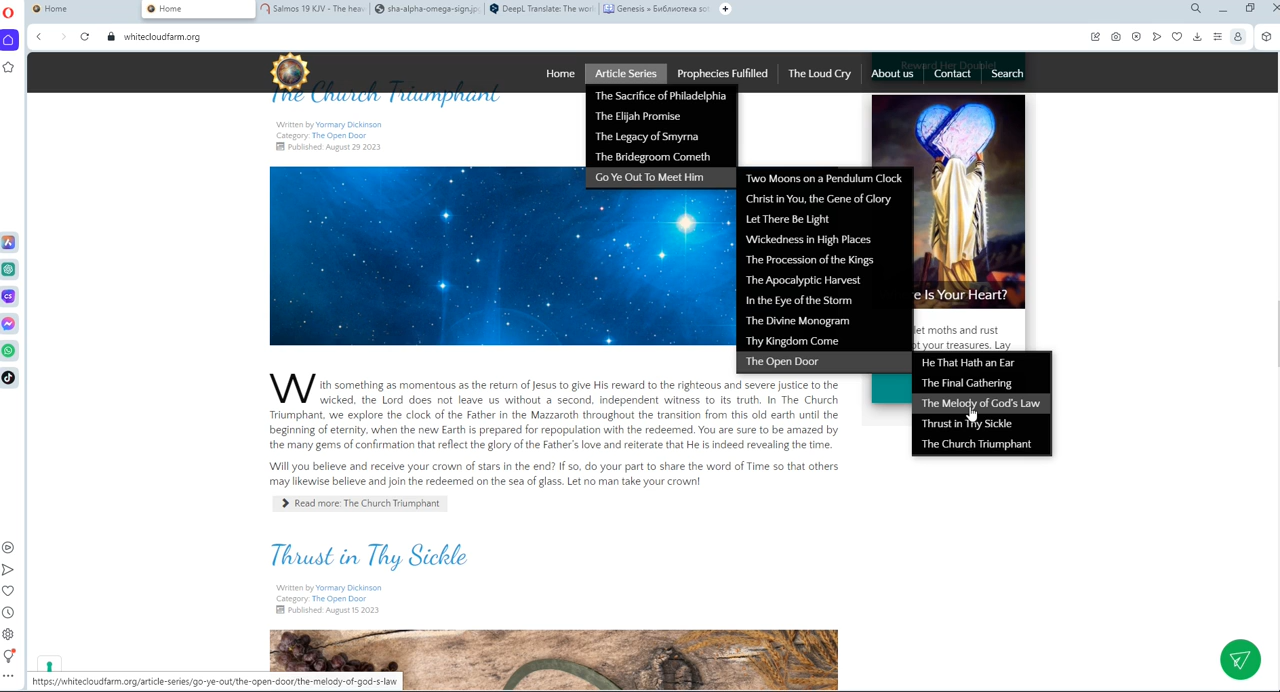 Home
Home
Salmos 19 KJV - The hea
sha-alpha-omega-sign.jp
DeepL Translate: The wor
Genesis » Библиотека
whitecloudfarm.org
Home
Article Series
Prophecies Fulfilled
The Loud Cry
About us
Contact
Search
Reward Her Double!
The Church Triumphant
Written by Yormary Dickinson
Category: The Open Door
Published: August 29 2023
The Sacrifice of Philadelphia
The Elijah Promise
The Legacy of Smyrna
The Bridegroom Cometh
Go Ye Out To Meet Him
Two Moons on a Pendulum Clock
Christ in You, the Gene of Glory
Let There Be Light
Wickedness in High Places
The Procession of the Kings
The Apocalyptic Harvest
In the Eye of the Storm
The Divine Monogram
Thy Kingdom Come
The Open Door
He That Hath an Ear
The Final Gathering
The Melody of God's Law
Thrust in Thy Sickle
The Church Triumphant
e Is Your Heart?
let moths and rust
t your treasures. Lay
With something as momentous as the return of Jesus to give His reward to the righteous and severe justice to the
wicked, the Lord does not leave us without a second, independent witness to its truth. In The Church
Triumphant, we explore the clock of the Father in the Mazzaroth throughout the transition from this old earth until the
beginning of eternity, when the new Earth is prepared for repopulation with the redeemed. You are sure to be amazed by
the many gems of confirmation that reflect the glory of the Father's love and reiterate that He is indeed revealing the time.
Will you believe and receive your crown of stars in the end? If so, do your part to share the word of Time so that others
may likewise believe and join the redeemed on the sea of glass. Let no man take your crown!
Read more: The Church Triumphant
Thrust in Thy Sickle
Written by Yormary Dickinson
Category: The Open Door
Published: August 15 2023
https://whitecloudfarm.org/article-series/go-ye-out/the-open-door/the-melody-of-god-s-law